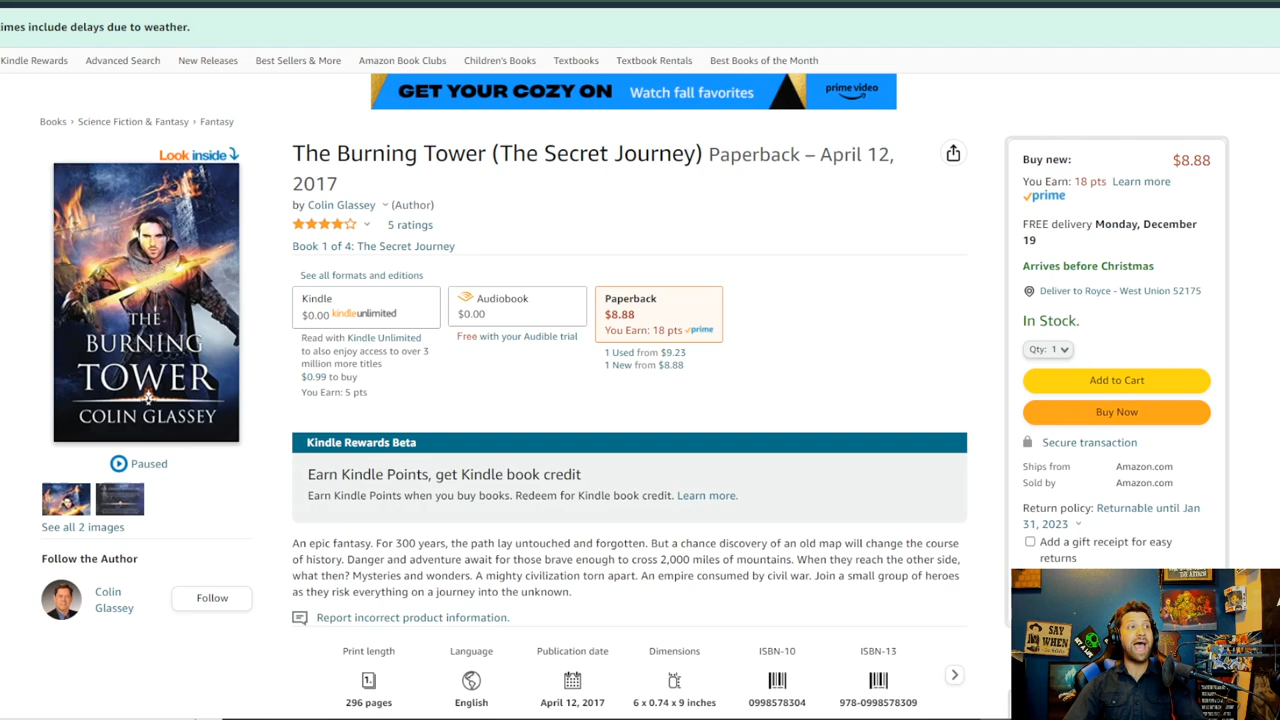 imes include delays due to weather.
Kindle Rewards Advanced Search New Releases Best Sellers & More Amazon Book Clubs Children's Books Textbooks Textbook Rentals Best Books of the Month
GET YOUR COZY ON Watch fall favorites prime video
Books › Science Fiction & Fantasy › Fantasy
Look inside
THE
BURNING
TOWER
COLIN GLASSEY
Paused
See all 2 images
Follow the Author
Colin
Glassey
Follow
The Burning Tower (The Secret Journey) Paperback – April 12,
2017
by Colin Glassey (Author)
5 ratings
Book 1 of 4: The Secret Journey
See all formats and editions
Kindle
$0.00 kindleunlimited
Read with Kindle Unlimited
to also enjoy access to over 3
million more titles
$0.99 to buy
You Earn: 5 pts
Audiobook
$0.00
Free with your Audible trial
Paperback
$8.88
You Earn: 18 pts prime
1 Used from $9.23
1 New from $8.88
Kindle Rewards Beta
Earn Kindle Points, get Kindle book credit
Earn Kindle Points when you buy books. Redeem for Kindle book credit. Learn more.
An epic fantasy. For 300 years, the path lay untouched and forgotten. But a chance discovery of an old map will change the course
of history. Danger and adventure await for those brave enough to cross 2,000 miles of mountains. When they reach the other side,
what then? Mysteries and wonders. A mighty civilization torn apart. An empire consumed by civil war. Join a small group of heroes
as they risk everything on a journey into the unknown.
Report incorrect product information.
Print length
296 pages
Language
English
Publication date
April 12, 2017
Dimensions
6 x 0.74 x 9 inches
ISBN-10
0998578304
ISBN-13
978-0998578309
Buy new: $8.88
You Earn: 18 pts Learn more
prime
FREE delivery Monday, December
19
Arrives before Christmas
Deliver to Royce - West Union 52175
In Stock.
Qty: 1
Add to Cart
Buy Now
Secure transaction
Ships from Amazon.com
Sold by Amazon.com
Return policy: Returnable until Jan
31, 2023
Add a gift receipt for easy
returns
SAY
WHEN